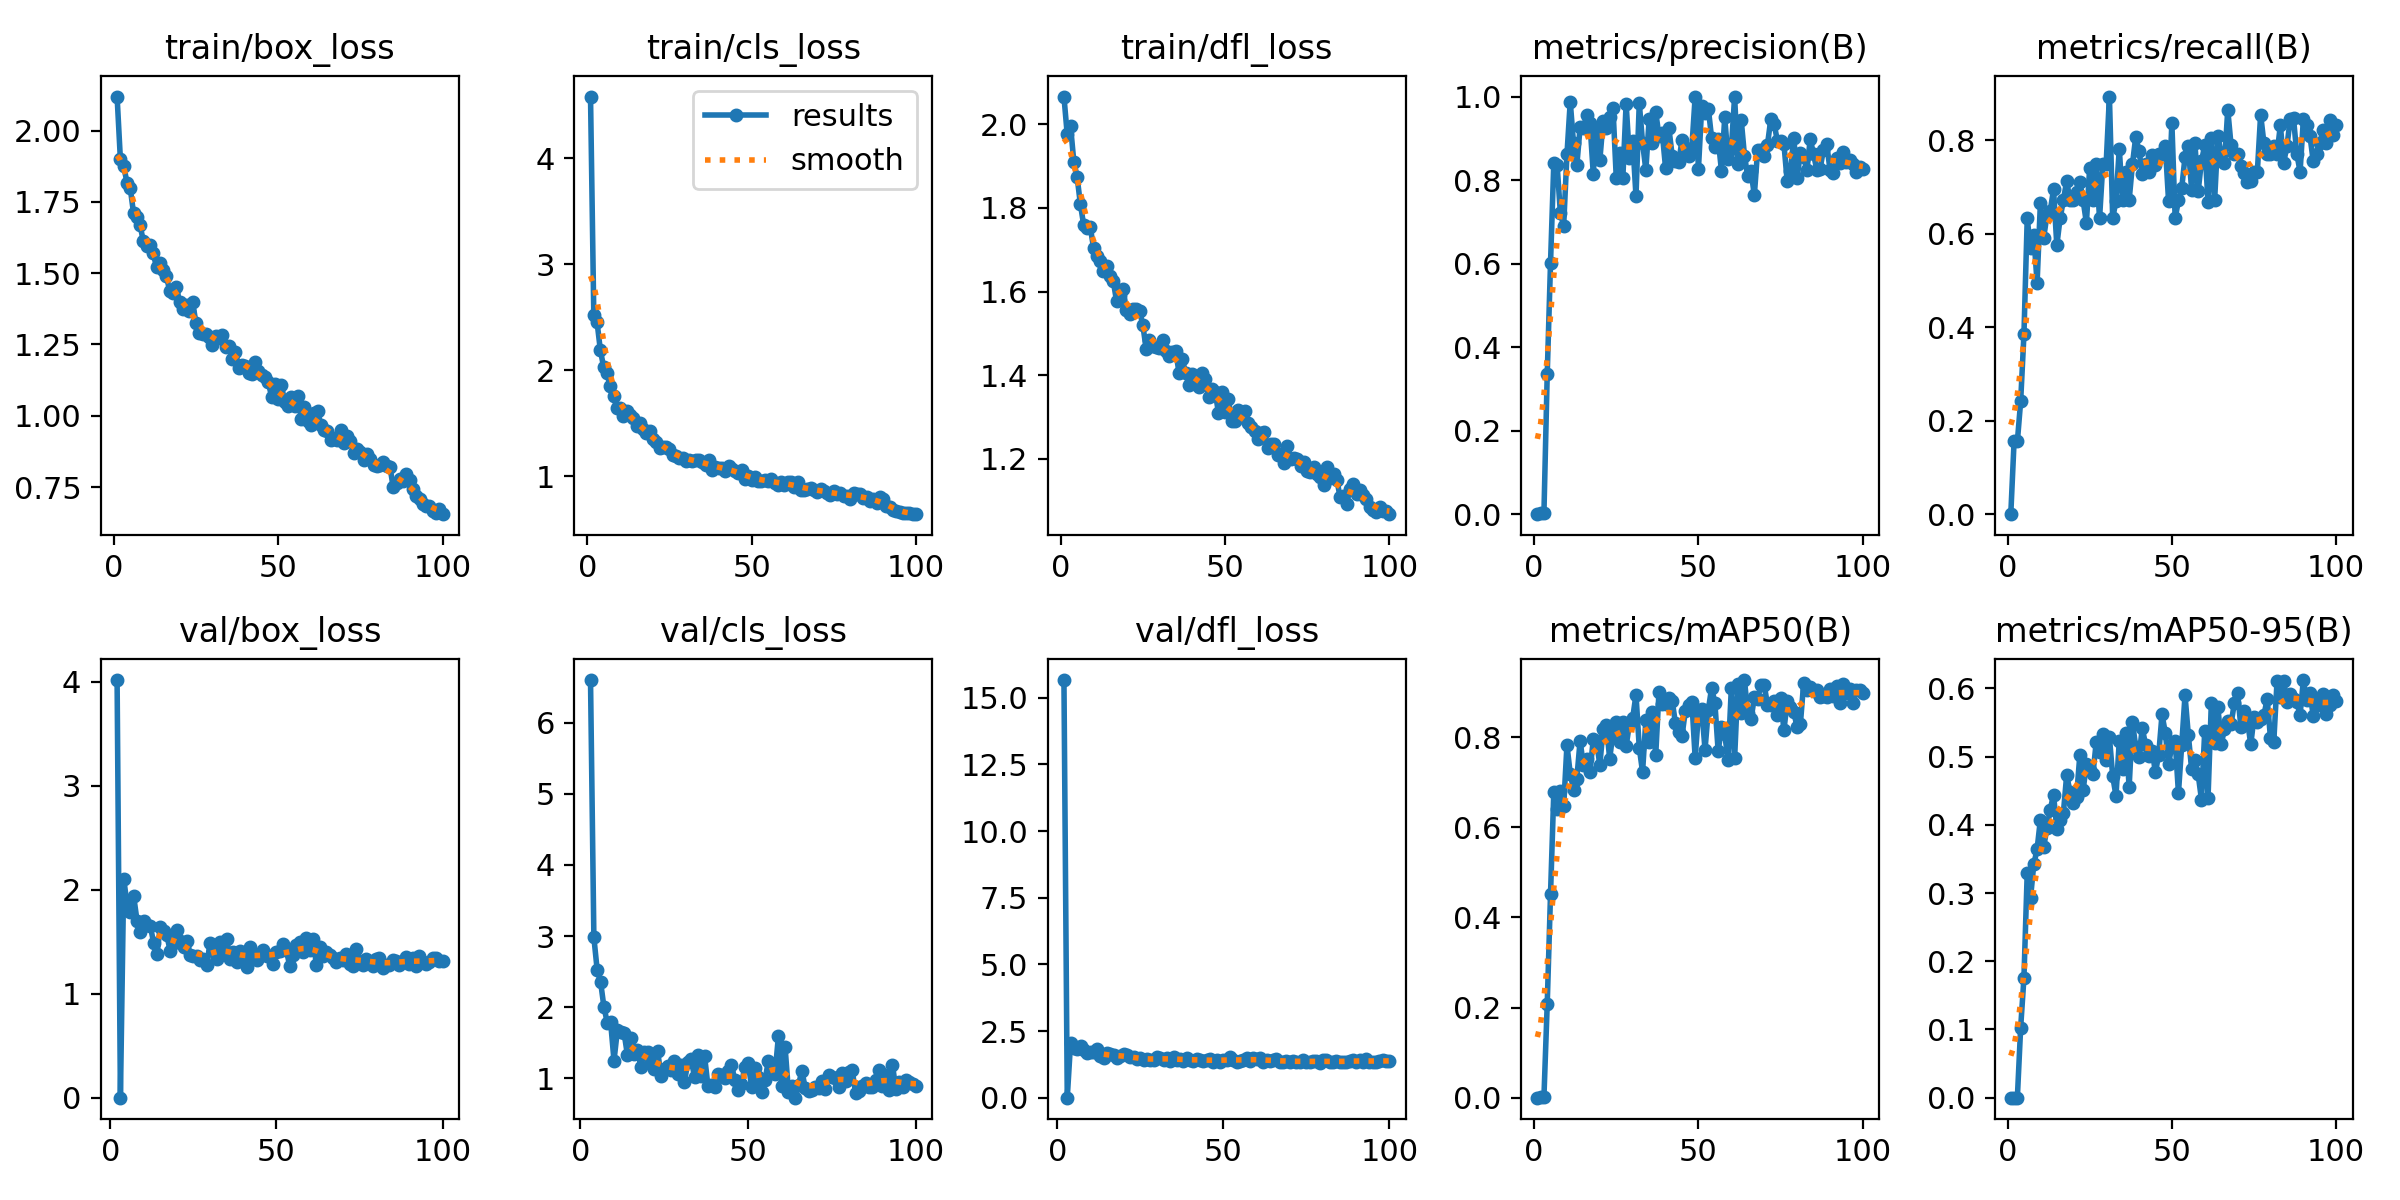 train/box_loss
2.00
1.75
1.50
1.25
1.00
0.75
0 50 100
train/cls_loss
results
smooth
4
3
2
1
0 50 100
train/dfl_loss
2.0
1.8
1.6
1.4
1.2
0 50 100
metrics/precision(B)
1.0
0.8
0.6
0.4
0.2
0.0
0 50 100
metrics/recall(B)
0.8
0.6
0.4
0.2
0.0
0 50 100
val/box_loss
4
3
2
1
0
0 50 100
val/cls_loss
6
5
4
3
2
1
0 50 100
val/dfl_loss
15.0
12.5
10.0
7.5
5.0
2.5
0.0
0 50 100
metrics/mAP50(B)
0.8
0.6
0.4
0.2
0.0
0 50 100
metrics/mAP50-95(B)
0.6
0.5
0.4
0.3
0.2
0.1
0.0
0 50 100